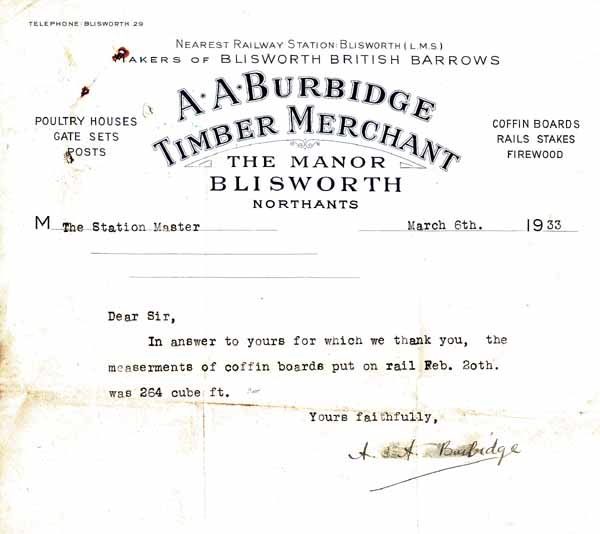 TELEPHONE: BLISWORTH 29
NEAREST RAILWAY STATION: BLISWORTH (L.M.S)
MAKERS OF BLISWORTH BRITISH BARROWS
A·A·BURBIDGE
TIMBER MERCHANT
POULTRY HOUSES
GATE SETS
POSTS
COFFIN BOARDS
RAILS STAKES
FIREWOOD
THE MANOR
BLISWORTH
NORTHANTS
M The Station Master March 6th. 1933
Dear Sir,
In answer to yours for which we thank you, the
measerments of coffin boards put on rail Feb. 2oth.
was 264 cube ft.
Yours faithfully,
A. A. Burbidge